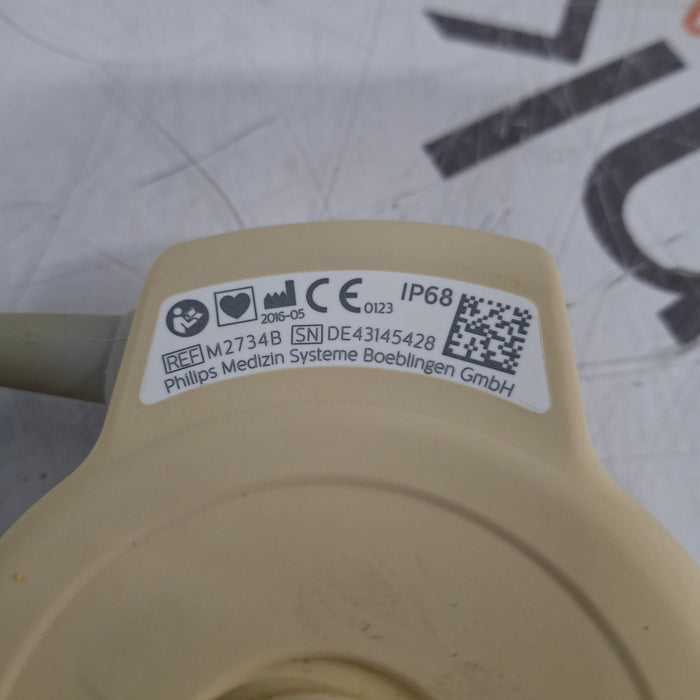 2016-05 CE 0123 IP68
REF M2734B SN DE43145428
Philips Medizin Systeme Boeblingen GmbH